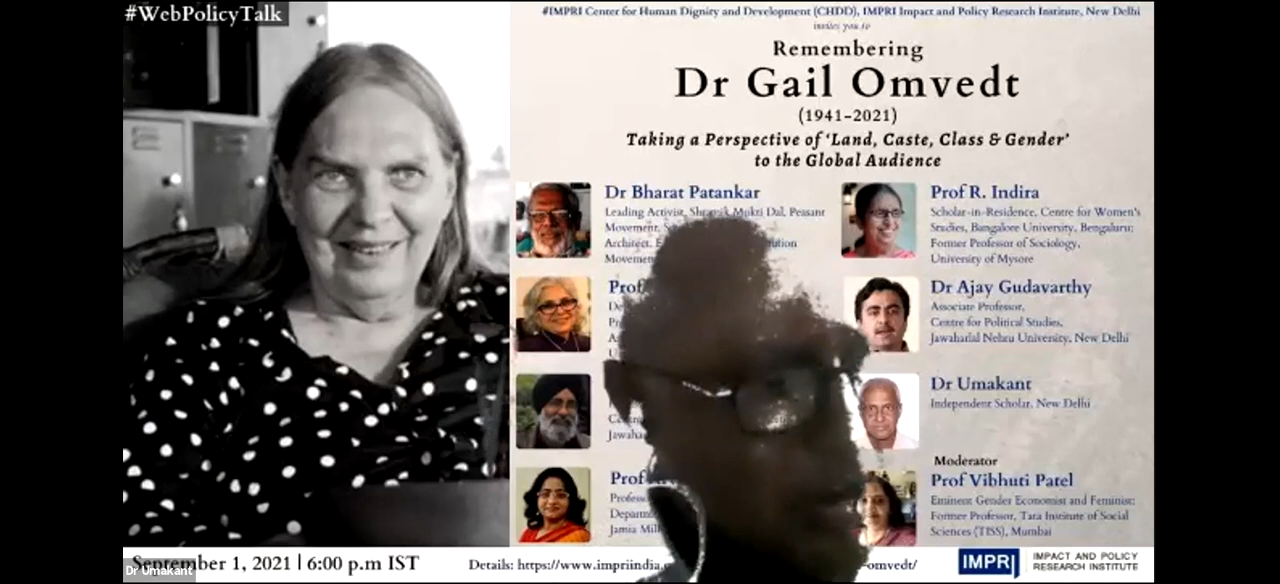 #WebPolicyTalk
#IMPRI Center for Human Dignity and Development (CHDD), IMPRI Impact and Policy Research Institute, New Delhi
invites you to
Remembering
Dr Gail Omvedt
(1941-2021)
Taking a Perspective of 'Land, Caste, Class & Gender'
to the Global Audience
Dr Bharat Patankar
Leading Activist, Shramik Mukti Dal, Peasant
Movement,
Architect,
Movement
Prof R. Indira
Scholar-in-Residence, Centre for Women's
Studies, Bangalore University, Bengaluru;
Former Professor of Sociology,
University of Mysore
Prof
Dr Ajay Gudavarthy
Associate Professor,
Centre for Political Studies,
Jawaharlal Nehru University, New Delhi
Dr Umakant
Independent Scholar, New Delhi
Prof
Profess
Departm
Jamia Mill
Moderator
Prof Vibhuti Patel
Eminent Gender Economist and Feminist;
Former Professor, Tata Institute of Social
Sciences (TISS), Mumbai
September 1, 2021 | 6:00 p.m IST
Details: https://www.impriindia.c
-omvedt/
IMPRI
IMPACT AND POLICY
RESEARCH INSTITUTE
Dr Umakant